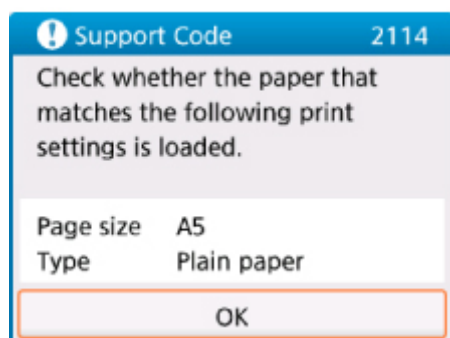 Support Code 2114
Check whether the paper that
matches the following print
settings is loaded.
Page size A5
Type Plain paper
OK